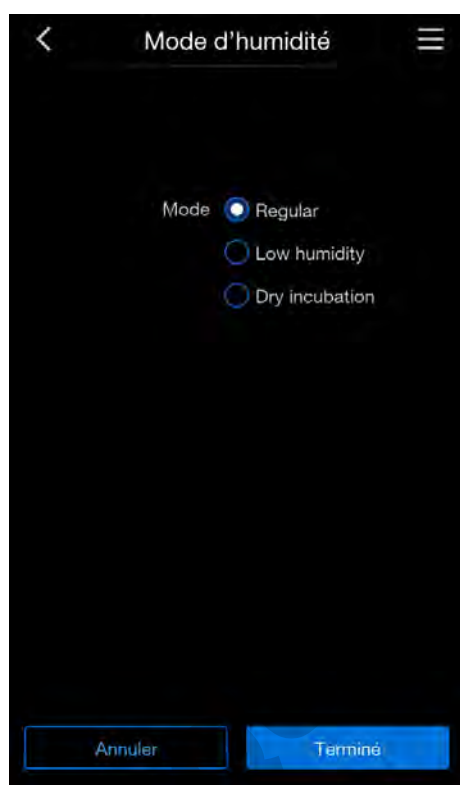 Mode d'humidité
Mode Regular
Low humidity
Dry incubation
Annuler Terminé